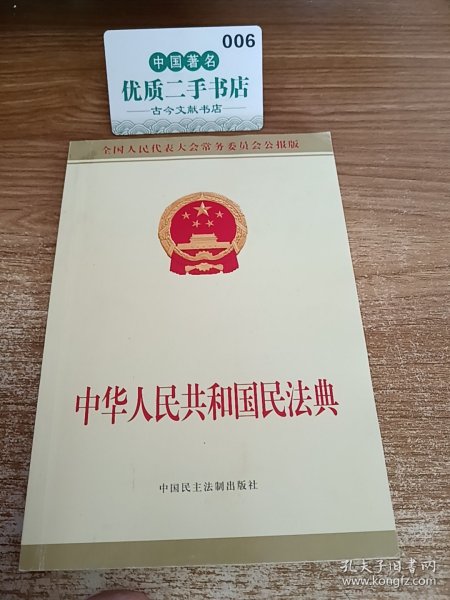 006
中国著名
优质二手书店
古今文献书店
全国人民代表大会常务委员会公报版
中华人民共和国民法典
中国民主法制出版社
孔夫子旧书网
www.kongfz.com